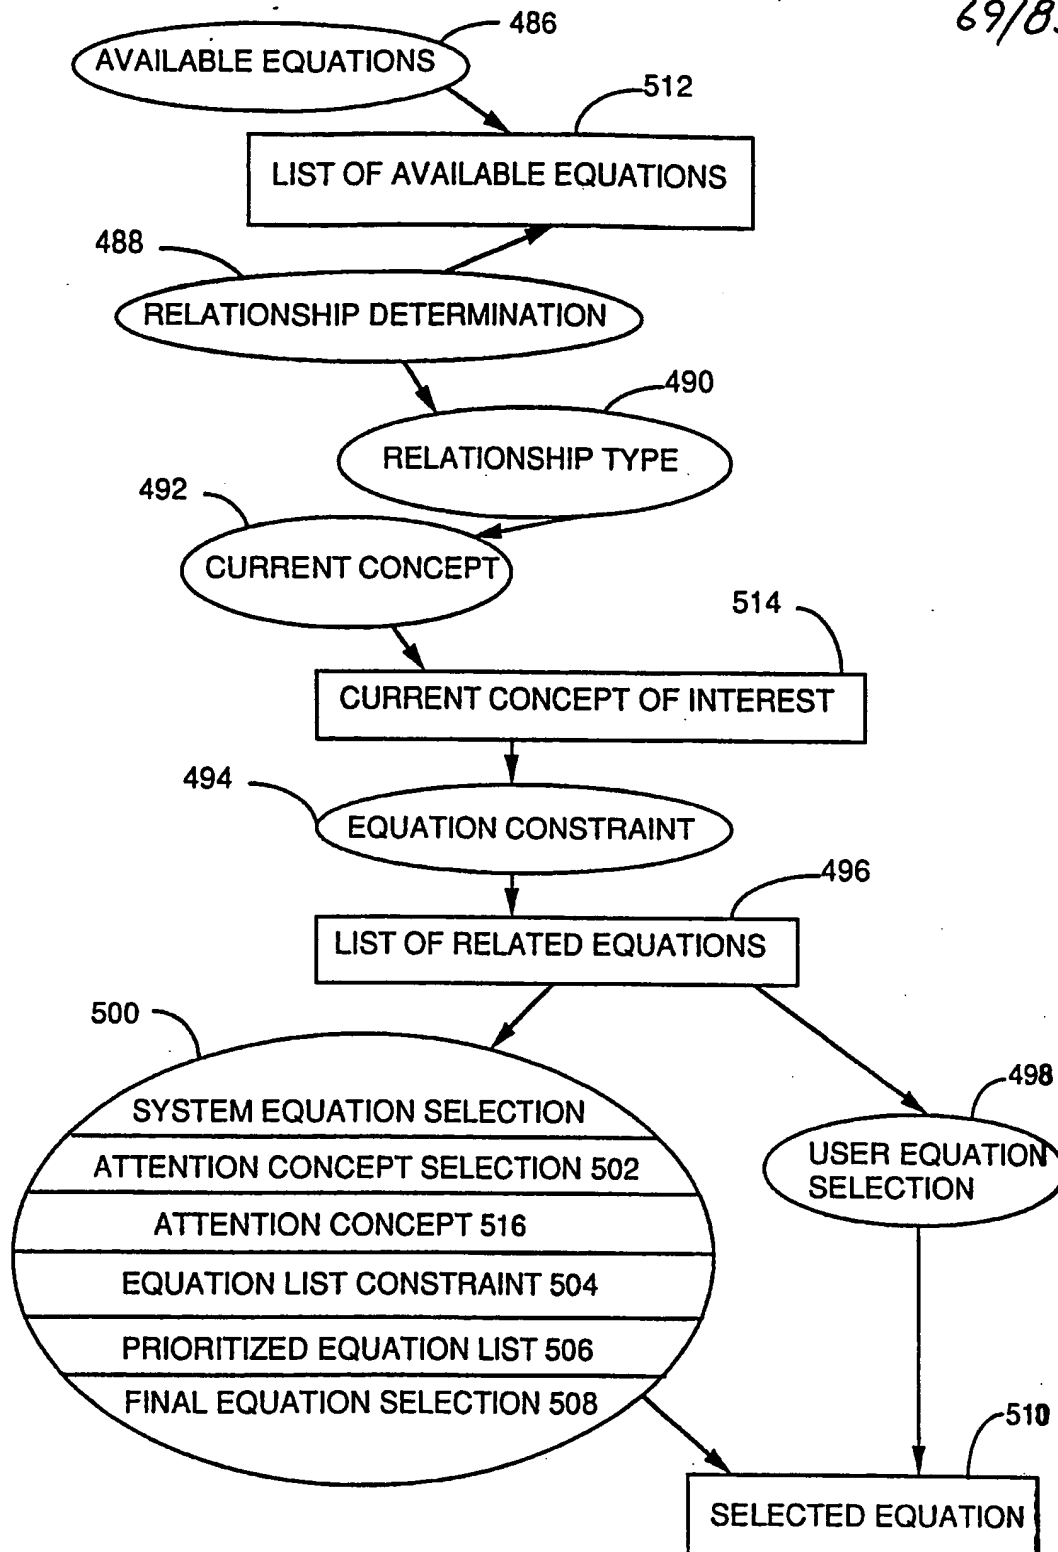 486
69/8
AVAILABLE EQUATIONS
512
LIST OF AVAILABLE EQUATIONS
488
RELATIONSHIP DETERMINATION
490
RELATIONSHIP TYPE
492
CURRENT CONCEPT
514
CURRENT CONCEPT OF INTEREST
494
EQUATION CONSTRAINT
496
LIST OF RELATED EQUATIONS
500
498
SYSTEM EQUATION SELECTION
ATTENTION CONCEPT SELECTION 502
USER EQUATION
SELECTION
ATTENTION CONCEPT 516
EQUATION LIST CONSTRAINT 504
PRIORITIZED EQUATION LIST 506
FINAL EQUATION SELECTION 508
510
SELECTED EQUATION